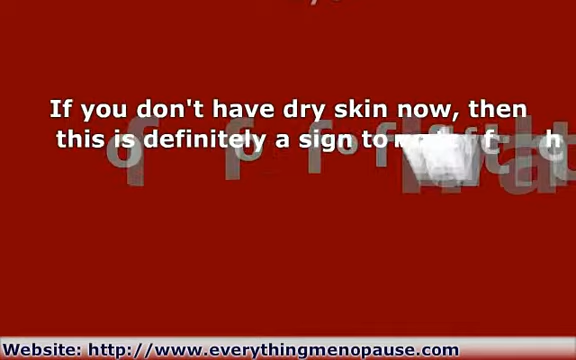 If you don't have dry skin now, then
this is definitely a sign to
Website: http://www.everythingmenopause.com